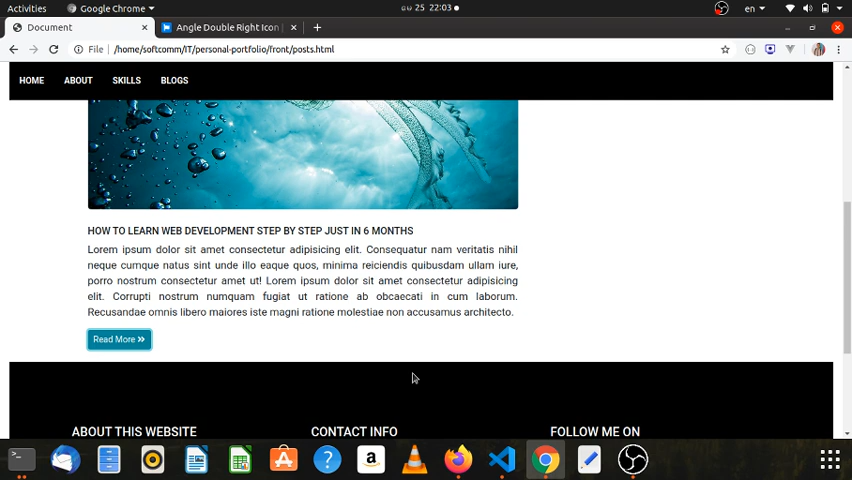 Activities
Google Chrome
နို၀ 25 22:03
en
Document
Angle Double Right Icon |
File
/home/softcomm/IT/personal-portfolio/front/posts.html
HOME
ABOUT
SKILLS
BLOGS
HOW TO LEARN WEB DEVELOPMENT STEP BY STEP JUST IN 6 MONTHS
Lorem ipsum dolor sit amet consectetur adipisicing elit. Consequatur nam veritatis nihil
neque cumque natus sint unde illo eaque quos, minima reiciendis quibusdam ullam iure,
porro nostrum consectetur amet ut! Lorem ipsum dolor sit amet consectetur adipisicing
elit. Corrupti nostrum numquam fugiat ut ratione ab obcaecati in cum laborum.
Recusandae omnis libero maiores iste magni ratione molestiae non accusamus architecto.
Read More
ABOUT THIS WEBSITE
CONTACT INFO
FOLLOW ME ON